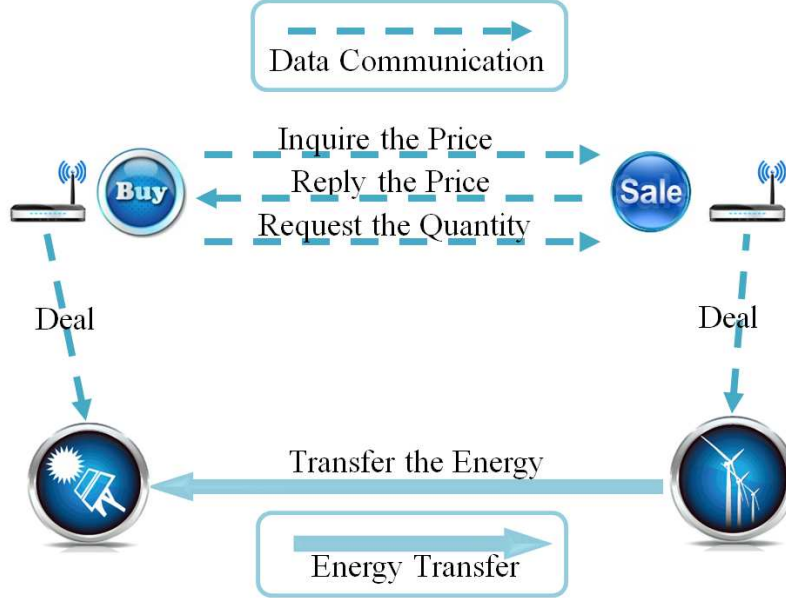 Data Communication
Inquire the Price
Buy
Reply the Price
Sale
Request the Quantity
Deal
Deal
Transfer the Energy
Energy Transfer